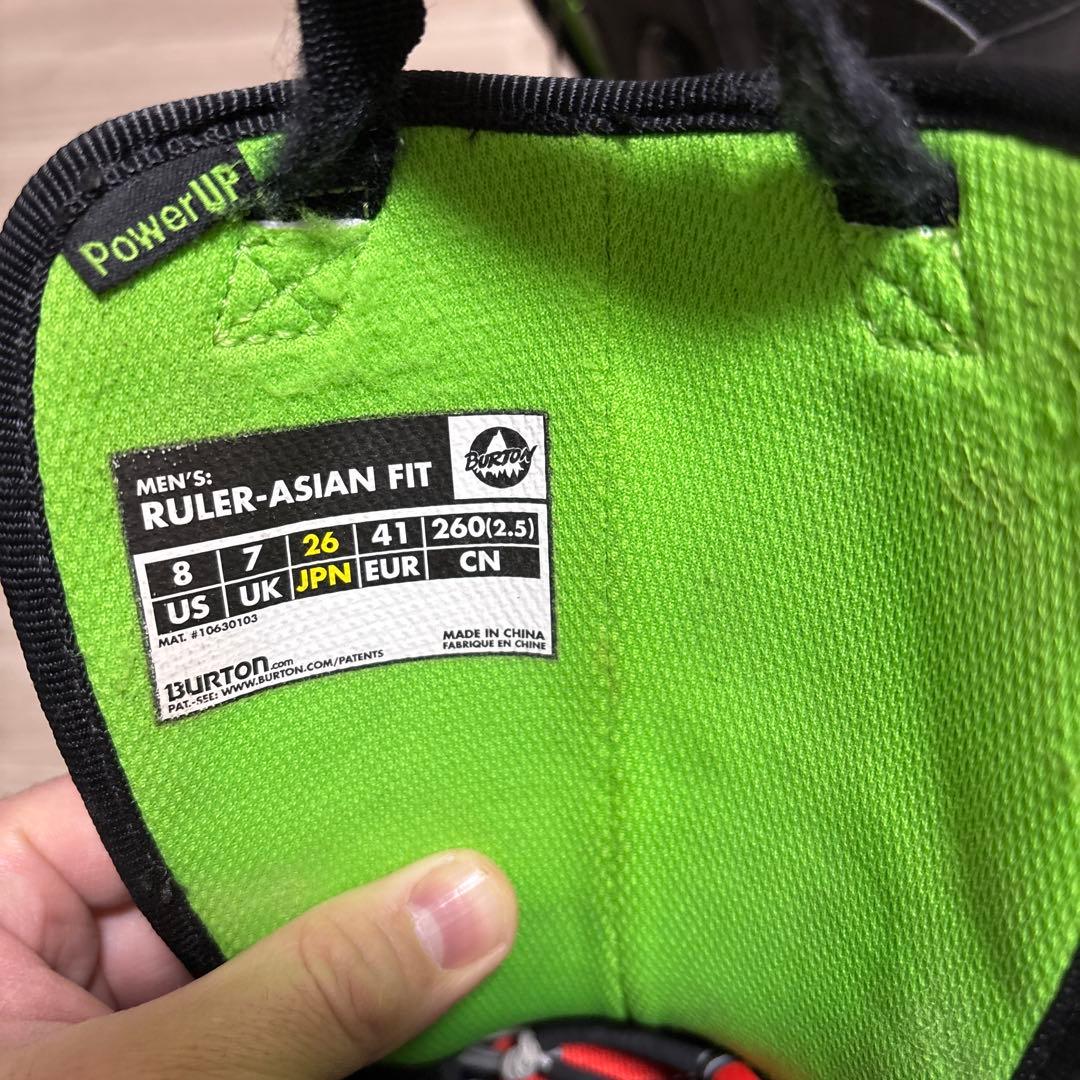 PowerUP
MEN'S:
RULER-ASIAN FIT
BURTON
8 7 26 41 260(2.5)
US UK JPN EUR CN
MAT. #10630103
MADE IN CHINA
FABRIQUE EN CHINE
BURTON.com
PAT.-SEE: WWW.BURTON.COM/PATENTS